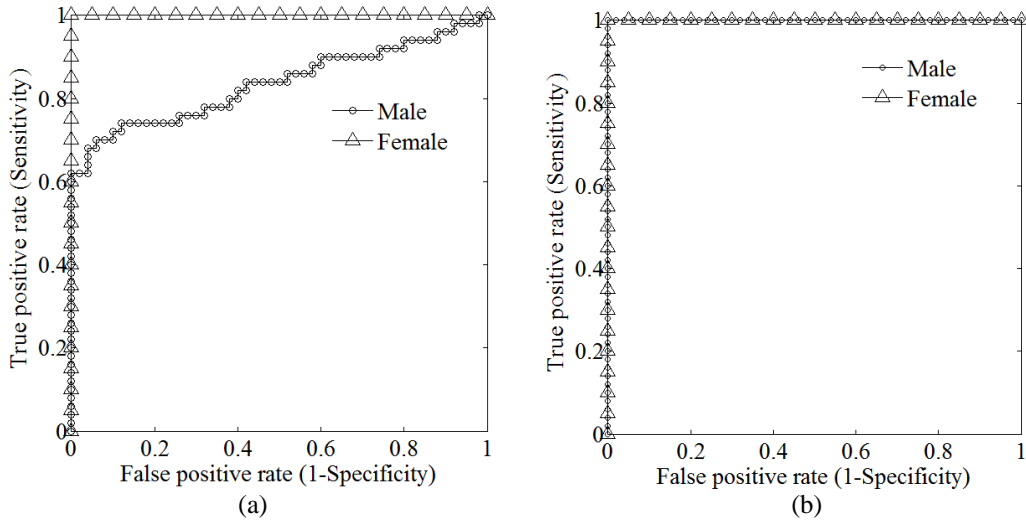 True positive rate (Sensitivity)
1
0.8
0.6
0.4
0.2
0
0 0.2 0.4 0.6 0.8 1
Male
Female
False positive rate (1-Specificity)
(a)
True positive rate (Sensitivity)
1
0.8
0.6
0.4
0.2
0
0 0.2 0.4 0.6 0.8 1
Male
Female
False positive rate (1-Specificity)
(b)